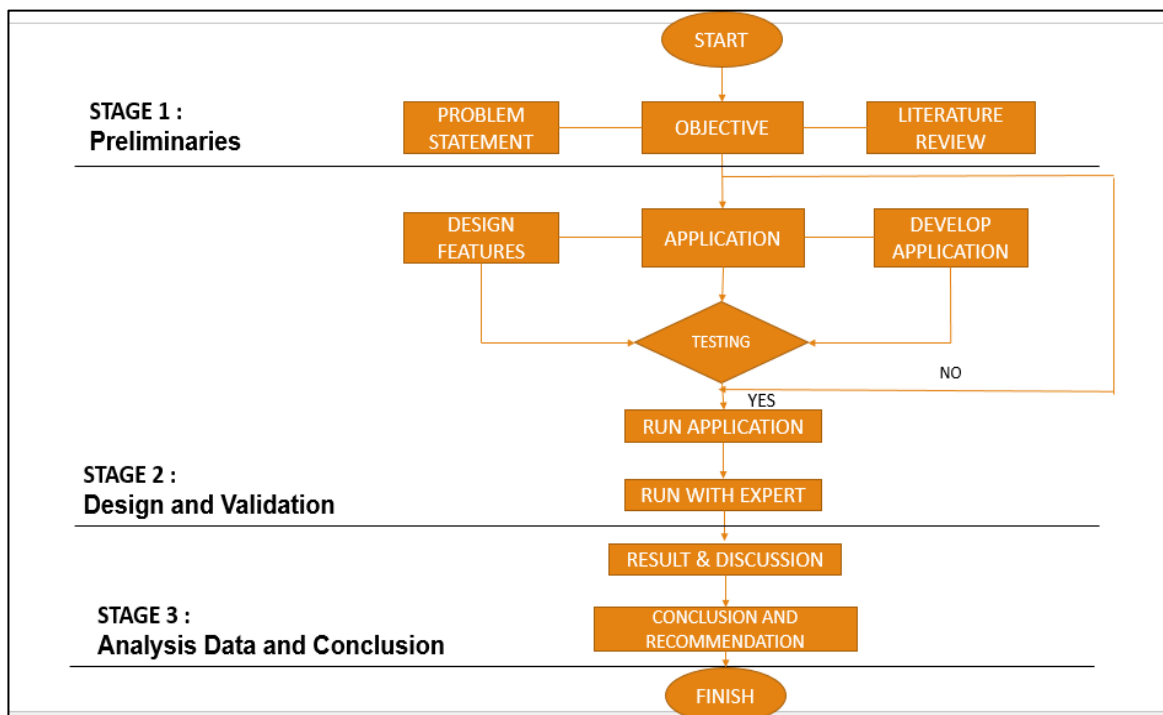 START
STAGE 1 :
Preliminaries
PROBLEM
STATEMENT
OBJECTIVE
LITERATURE
REVIEW
DESIGN
FEATURES
APPLICATION
DEVELOP
APPLICATION
TESTING
NO
YES
RUN APPLICATION
STAGE 2 :
Design and Validation
RUN WITH EXPERT
RESULT & DISCUSSION
STAGE 3 :
Analysis Data and Conclusion
CONCLUSION AND
RECOMMENDATION
FINISH